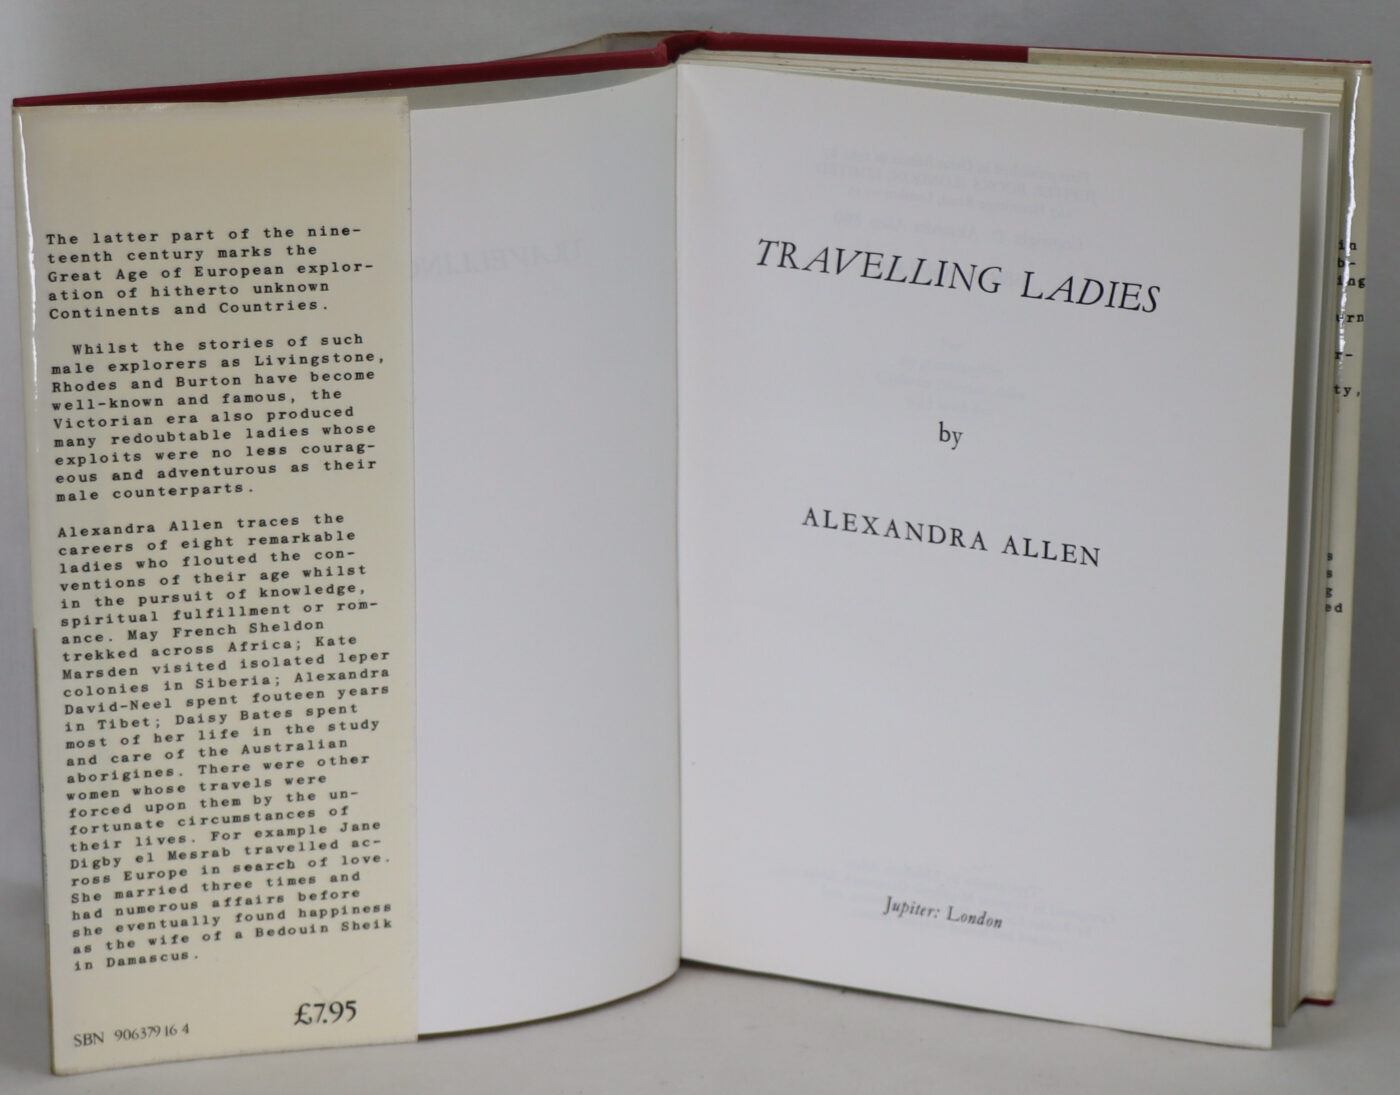 The latter part of the nine-
teenth century marks the
Great Age of European explor-
ation of hitherto unknown
Continents and Countries.
Whilst the stories of such
male explorers as Livingstone,
Rhodes and Burton have become
well-known and famous, the
Victorian era also produced
many redoubtable ladies whose
exploits were no less courag-
eous and adventurous as their
male counterparts.
Alexandra Allen traces the
careers of eight remarkable
ladies who flouted the con-
ventions of their age whilst
in the pursuit of knowledge,
spiritual fulfillment or rom-
ance. May French Sheldon
trekked across Africa; Kate
Marsden visited isolated leper
colonies in Siberia; Alexandra
David-Neel spent fouteen years
in Tibet; Daisy Bates spent
most of her life in the study
and care of the Australian
aborigines. There were other
women whose travels were
forced upon them by the un-
fortunate circumstances of
their lives. For example Jane
Digby el Mesrab travelled ac-
ross Europe in search of love.
She married three times and
had numerous affairs before
she eventually found happiness
as the wife of a Bedouin Sheik
in Damascus.
£7.95
SBN 90637916 4
TRAVELLING LADIES
by
ALEXANDRA ALLEN
Jupiter: London